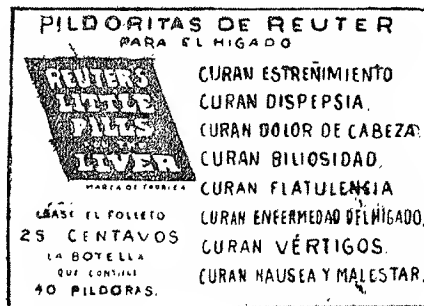 PILDORITAS DE REUTER
PARA EL HIGADO
REUTER'S
LITTLE
PILLS
LIVER
MARCA DE FABRICA
LÉASE EL FOLLETO
25 CENTAVOS
LA BOTELLA
QUE CONTIENE
40 PILDORAS.
CURAN ESTREÑIMIENTO
CURAN DISPEPSIA.
CURAN DOLOR DE CABEZA.
CURAN BILIOSIDAD.
CURAN FLATULENCIA
CURAN ENFERMEDAD DEL HIGADO.
CURAN VÉRTIGOS.
CURAN NAUSEA Y MALESTAR.